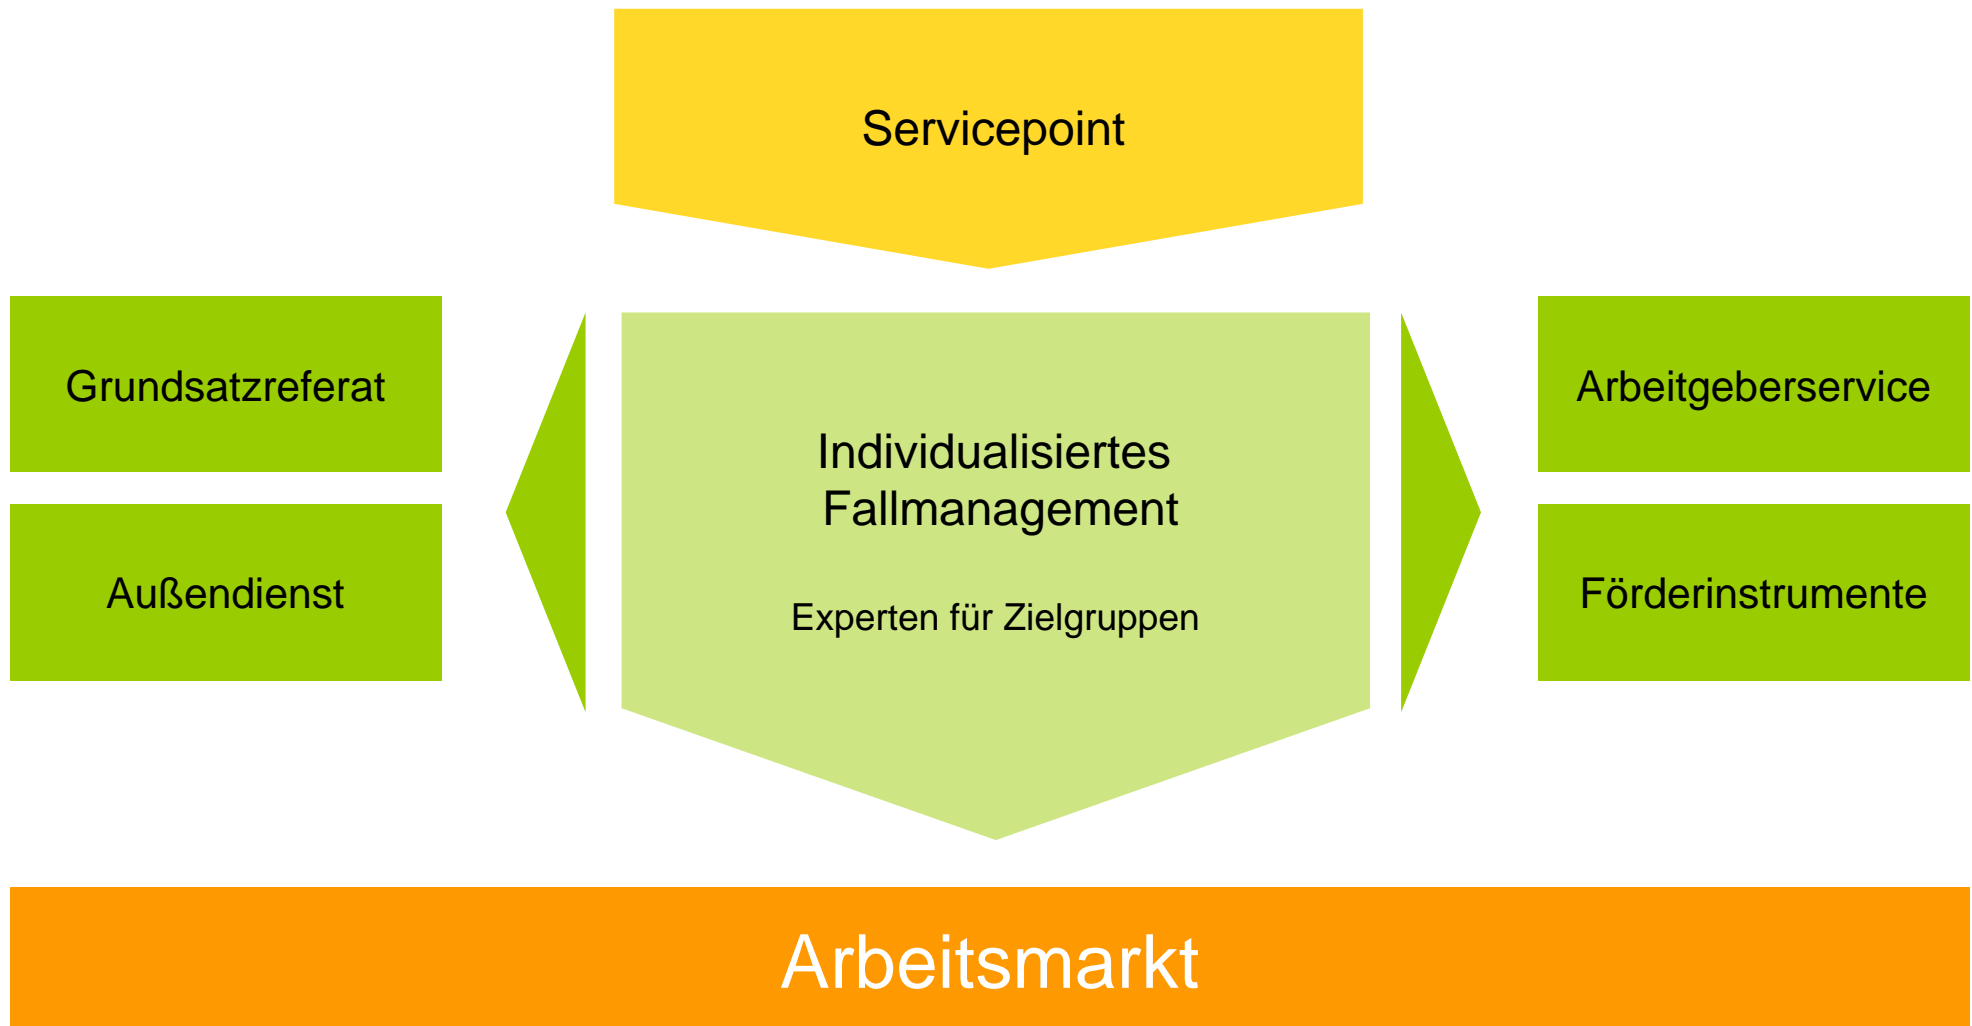 Servicepoint
Grundsatzreferat
Außendienst
Individualisiertes
Fallmanagement
Experten für Zielgruppen
Arbeitgeberservice
Förderinstrumente
Arbeitsmarkt